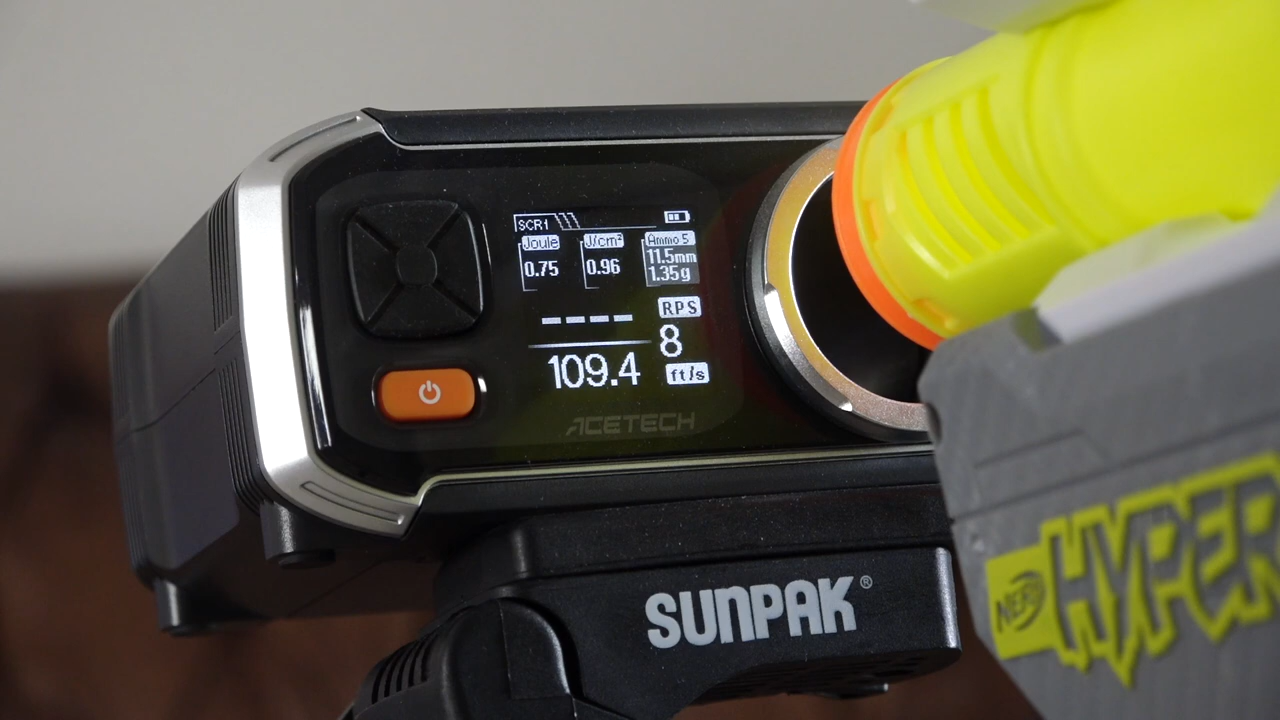 SCR1
Joule
0.75
J/cm²
0.96
Ammo 5
11.5mm
1.35g
RPS
8
----
109.4
ft/s
ACETECH
SUNPAK®
NERF
HYPER